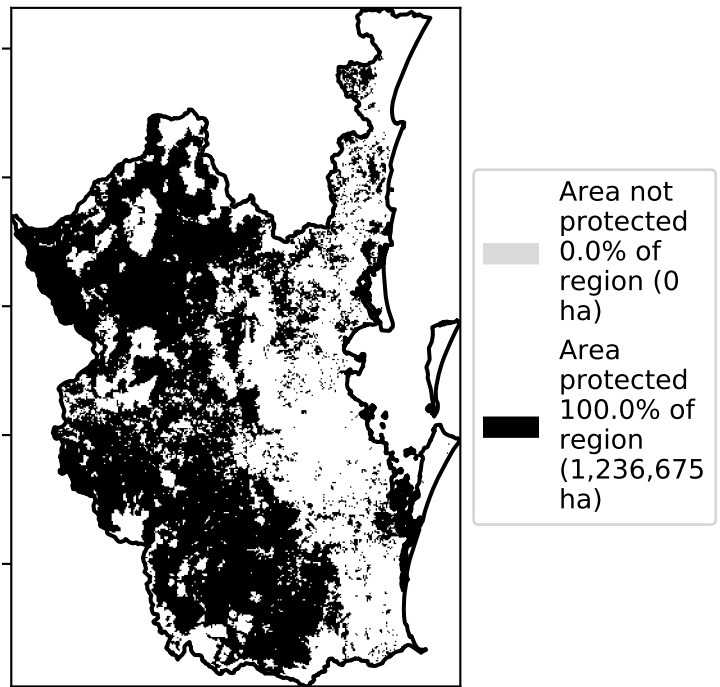 Area not
protected
0.0% of
region (0
ha)
Area
protected
100.0% of
region
(1,236,675
ha)